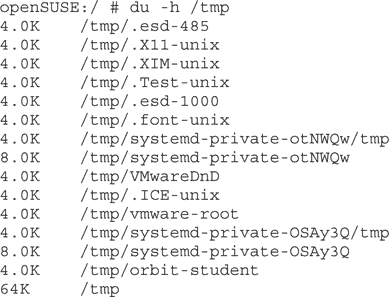 openSUSE:/ # du -h /tmp
4.0K /tmp/.esd-485
4.0K /tmp/.X11-unix
4.0K /tmp/.XIM-unix
4.0K /tmp/.Test-unix
4.0K /tmp/.esd-1000
4.0K /tmp/.font-unix
4.0K /tmp/systemd-private-otNWQw/tmp
8.0K /tmp/systemd-private-otNWQw
4.0K /tmp/VMwareDnD
4.0K /tmp/.ICE-unix
4.0K /tmp/vmware-root
4.0K /tmp/systemd-private-OSAy3Q/tmp
8.0K /tmp/systemd-private-OSAy3Q
4.0K /tmp/orbit-student
64K /tmp